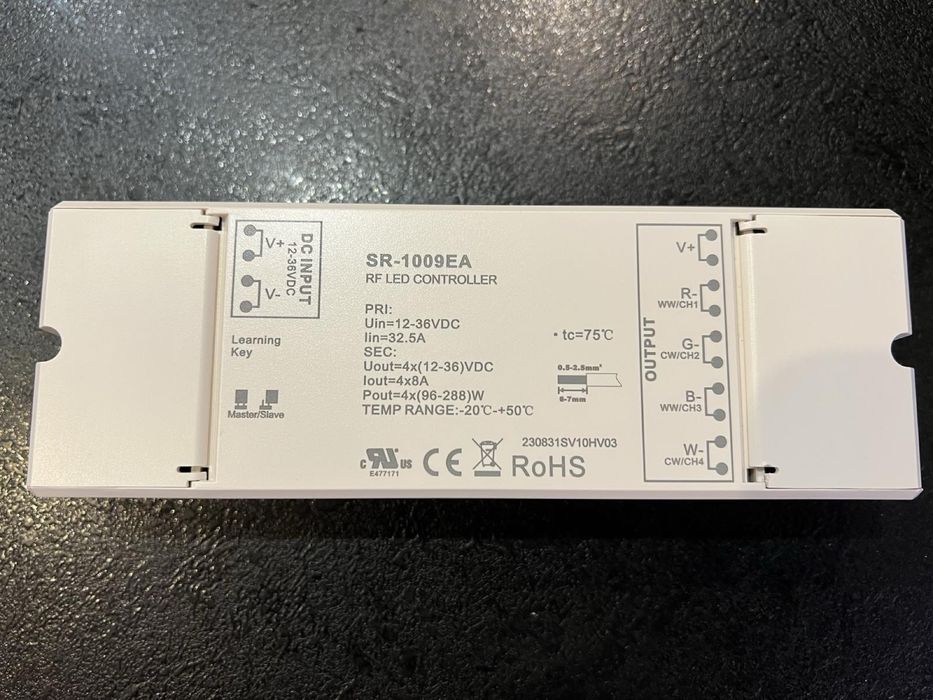 DC INPUT
12-36VDC
V+
V-
Learning
Key
Master/Slave
SR-1009EA
RF LED CONTROLLER
PRI:
Uin=12-36VDC
Iin=32.5A
SEC:
Uout=4x(12-36)VDC
Iout=4x8A
Pout=4x(96-288)W
TEMP RANGE:-20℃-+50℃
• tc=75℃
0.5-2.5mm²
6-7mm
230831SV10HV03
c RU US
E477171
CE
RoHS
OUTPUT
V+
R-
WW/CH1
G-
CW/CH2
B-
WW/CH3
W-
CW/CH4